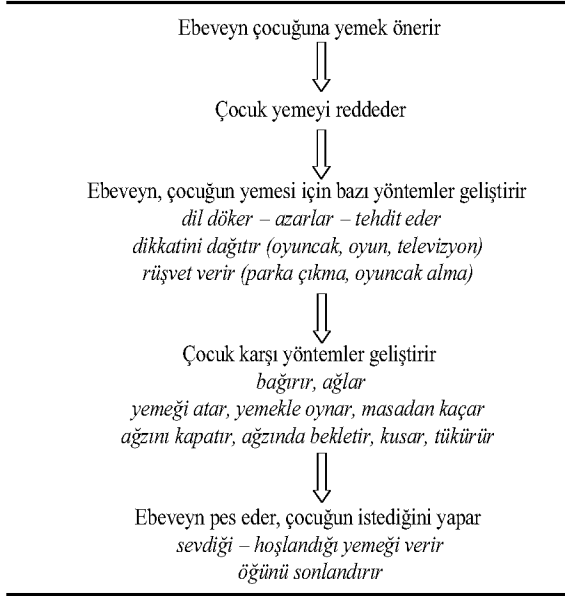 Ebeveyn çocuğuna yemek önerir
Çocuk yemeyi reddeder
Ebeveyn, çocuğun yemesi için bazı yöntemler geliştirir
dil döker – azarlar – tehdit eder
dikkatini dağıtır (oyuncak, oyun, televizyon)
rüşvet verir (parka çıkma, oyuncak alma)
Çocuk karşı yöntemler geliştirir
bağırır, ağlar
yemeği atar, yemekle oynar, masadan kaçar
ağzını kapatır, ağzında bekletir, kusar, tükürür
Ebeveyn pes eder, çocuğun istediğini yapar
sevdiği – hoşlandığı yemeği verir
öğünü sonlandırır